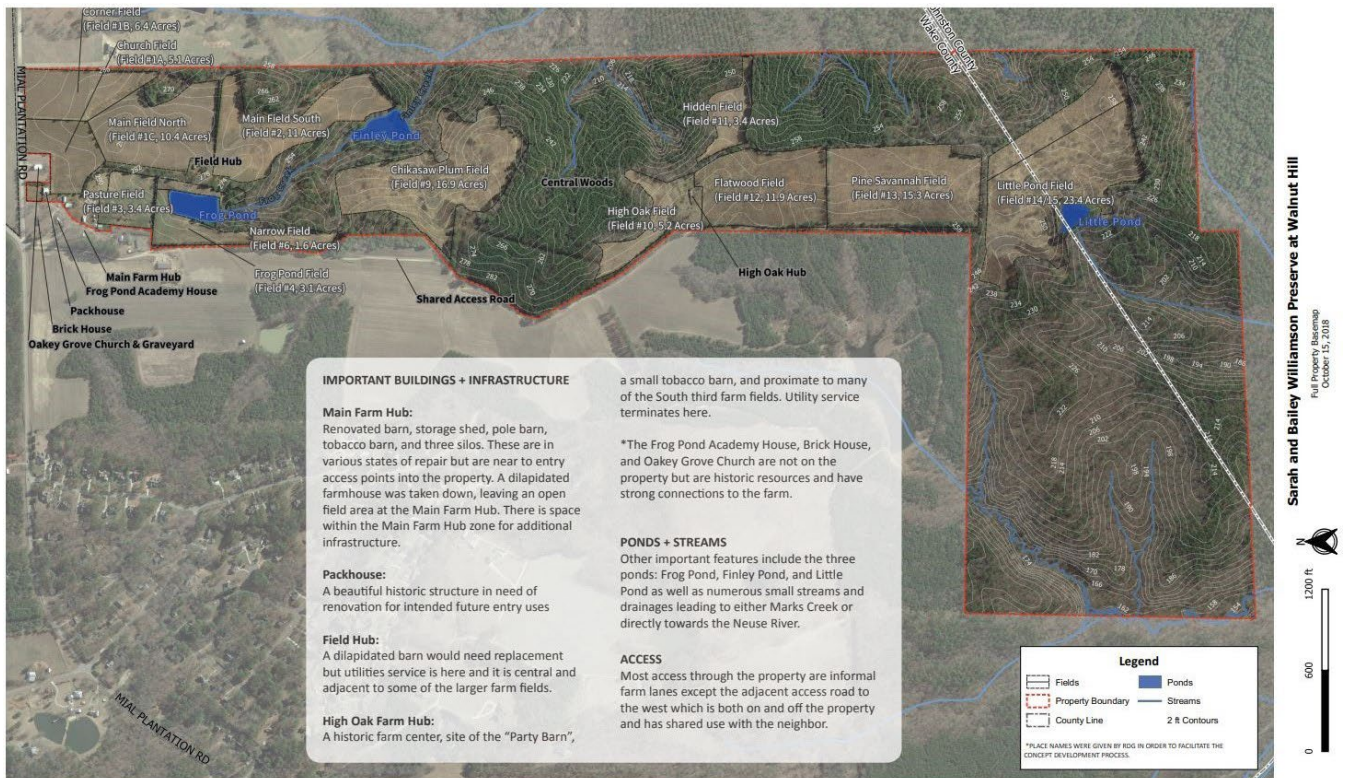 Corner Field
(Field #1B, 6.4 Acres)
Church Field
(Field #1A, 5.1 Acres)
MIAL PLANTATION RD
Main Field North
(Field #1C, 10.4 Acres)
Main Field South
(Field #2, 11 Acres)
Finley Pond
Field Hub
Pasture Field
(Field #3, 3.4 Acres)
Frog Pond
Narrow Field
(Field #6, 1.6 Acres)
Frog Pond Field
(Field #4, 3.1 Acres)
Chikasaw Plum Field
(Field #9, 16.9 Acres)
Central Woods
Hidden Field
(Field #11, 3.4 Acres)
High Oak Field
(Field #10, 5.2 Acres)
Flatwood Field
(Field #12, 11.9 Acres)
Pine Savannah Field
(Field #13, 15.3 Acres)
Little Pond Field
(Field #14/15, 23.4 Acres)
Little Pond
Johnston County
Wake County
High Oak Hub
Shared Access Road
Main Farm Hub
Frog Pond Academy House
Packhouse
Brick House
Oakey Grove Church & Graveyard
IMPORTANT BUILDINGS + INFRASTRUCTURE
Main Farm Hub:
Renovated barn, storage shed, pole barn,
tobacco barn, and three silos. These are in
various states of repair but are near to entry
access points into the property. A dilapidated
farmhouse was taken down, leaving an open
field area at the Main Farm Hub. There is space
within the Main Farm Hub zone for additional
infrastructure.
Packhouse:
A beautiful historic structure in need of
renovation for intended future entry uses
Field Hub:
A dilapidated barn would need replacement
but utilities service is here and it is central and
adjacent to some of the larger farm fields.
High Oak Farm Hub:
A historic farm center, site of the “Party Barn”,
a small tobacco barn, and proximate to many
of the South third farm fields. Utility service
terminates here.
*The Frog Pond Academy House, Brick House,
and Oakey Grove Church are not on the
property but are historic resources and have
strong connections to the farm.
PONDS + STREAMS
Other important features include the three
ponds: Frog Pond, Finley Pond, and Little
Pond as well as numerous small streams and
drainages leading to either Marks Creek or
directly towards the Neuse River.
ACCESS
Most access through the property are informal
farm lanes except the adjacent access road to
the west which is both on and off the property
and has shared use with the neighbor.
MIAL PLANTATION RD
Legend
Fields
Property Boundary
County Line
Ponds
Streams
2 ft Contours
*PLACE NAMES WERE GIVEN BY RDG IN ORDER TO FACILITATE THE
CONCEPT DEVELOPMENT PROCESS.
Sarah and Bailey Williamson Preserve at Walnut Hill
Full Property Basemap
October 15, 2018
N
1200 ft
600
0